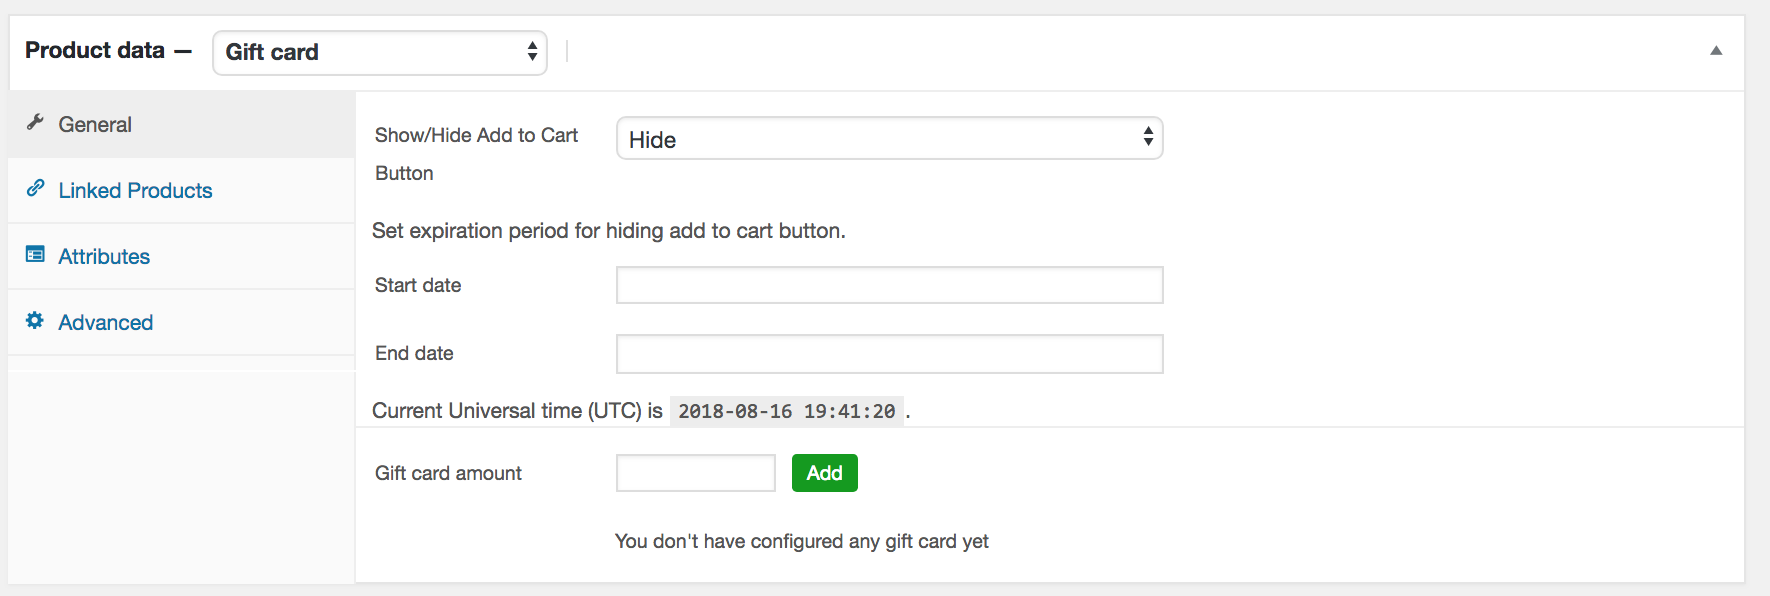 Product data — Gift card
General
Linked Products
Attributes
Advanced
Show/Hide Add to Cart
Button
Hide
Set expiration period for hiding add to cart button.
Start date
End date
Current Universal time (UTC) is 2018-08-16 19:41:20 .
Gift card amount Add
You don't have configured any gift card yet